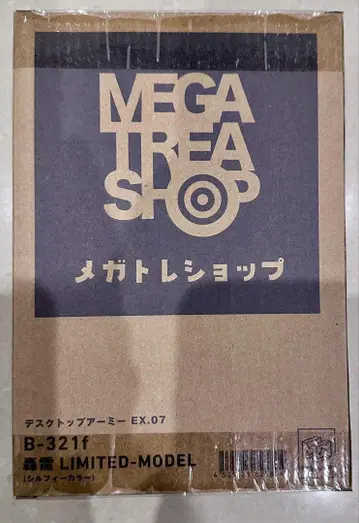 MEGA
TREA
SHOP
メガトレショップ
デスクトップアーミー EX.07
B-321f
轟雷 LIMITED-MODEL
(シルフィーカラー)